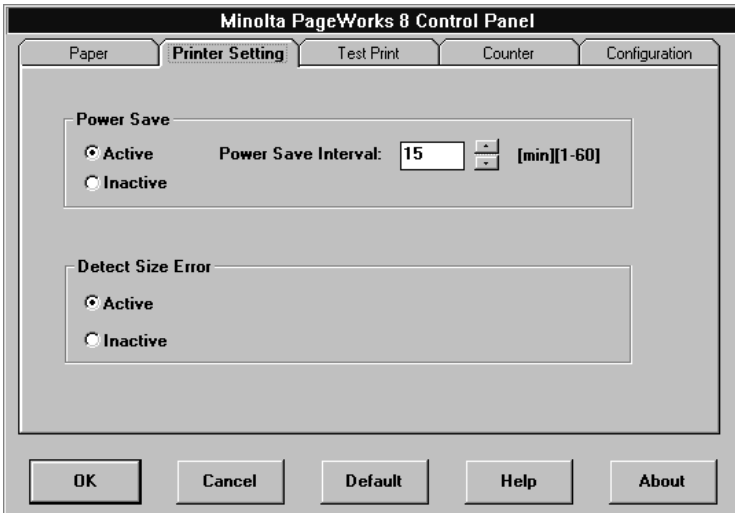 Minolta PageWorks 8 Control Panel
Paper Printer Setting Test Print Counter Configuration
Power Save
Active Power Save Interval: 15 [min][1-60]
Inactive
Detect Size Error
Active
Inactive
OK Cancel Default Help About